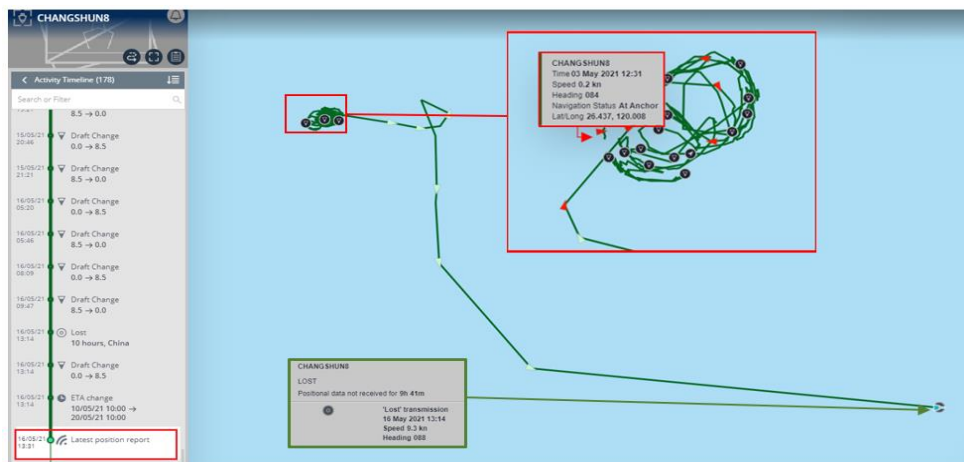 CHANGSHUN8
Activity Timeline (178)
Search or Filter
8.5 → 0.0
15/05/21 20:46 Draft Change
0.0 → 8.5
15/05/21 21:21 Draft Change
8.5 → 0.0
16/05/21 05:20 Draft Change
0.0 → 8.5
16/05/21 05:46 Draft Change
8.5 → 0.0
16/05/21 08:09 Draft Change
0.0 → 8.5
16/05/21 09:47 Draft Change
8.5 → 0.0
16/05/21 13:14 Lost
10 hours, China
16/05/21 13:14 Draft Change
0.0 → 8.5
16/05/21 13:14 ETA change
10/05/21 10:00 →
20/05/21 10:00
16/05/21 13:31 Latest position report
CHANGSHUN8
Time 03 May 2021 12:31
Speed 0.2 kn
Heading 084
Navigation Status At Anchor
Lat/Long 26.437, 120.008
CHANGSHUN8
LOST
Positional data not received for 9h 41m
'Lost' transmission
16 May 2021 13:14
Speed 9.3 kn
Heading 088